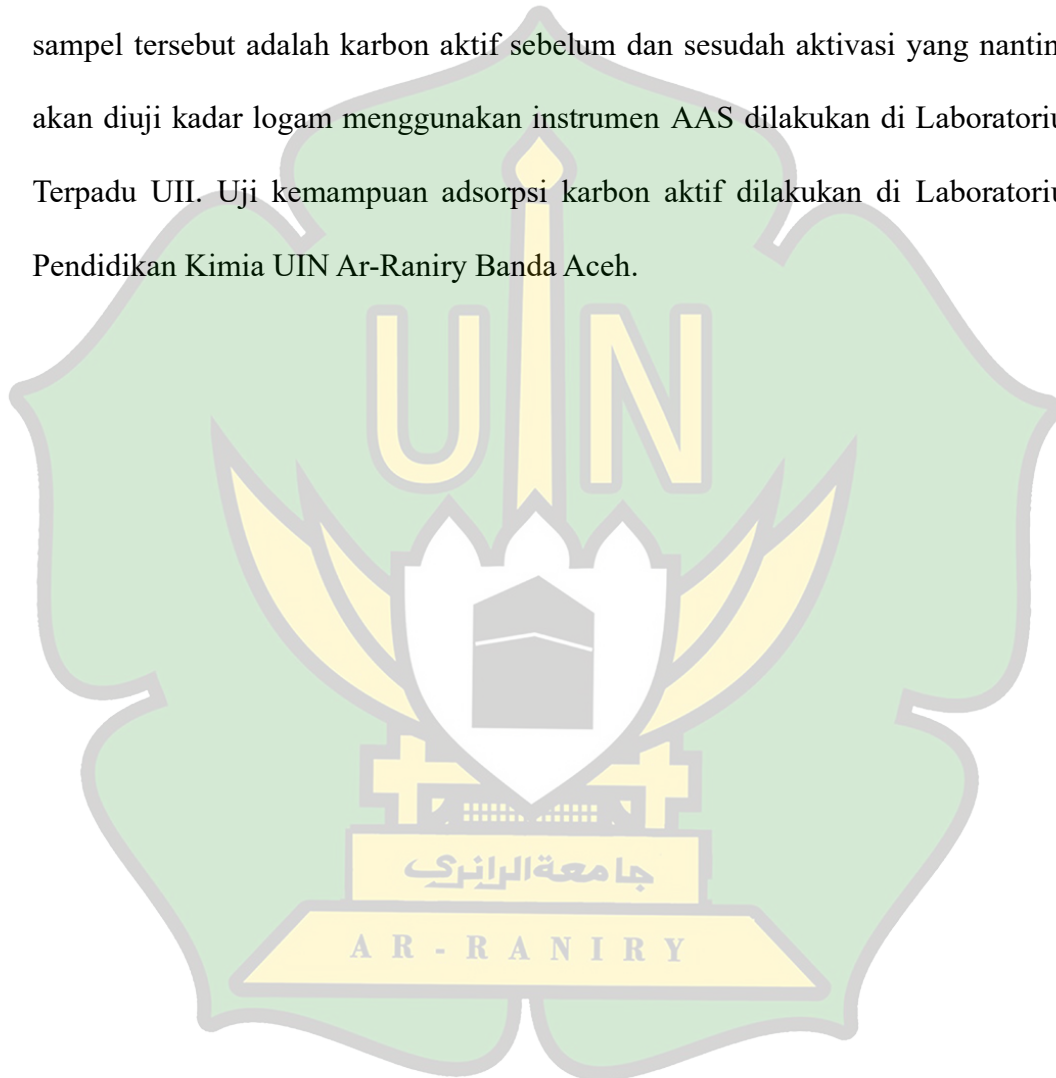 sampel tersebut adalah karbon aktif sebelum dan sesudah aktivasi yang nantin
akan diuji kadar logam menggunakan instrumen AAS dilakukan di Laboratoriu
Terpadu UII. Uji kemampuan adsorpsi karbon aktif dilakukan di Laboratoriu
Pendidikan Kimia UIN Ar-Raniry Banda Aceh.
UIN
جامعةالرانري
AR-RANIRY